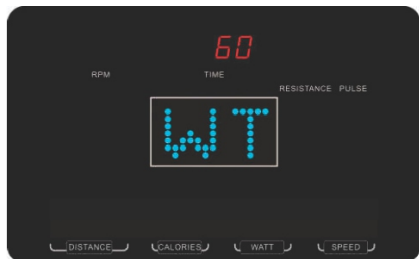 60
RPM TIME
RESISTANCE PULSE
WT
DISTANCE CALORIES WATT SPEED